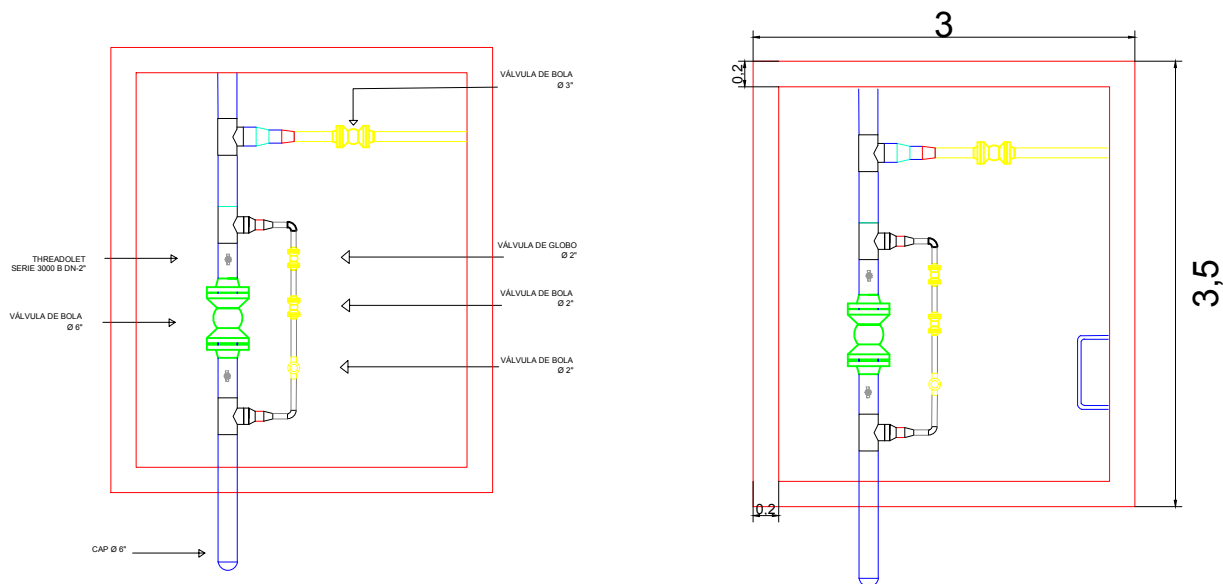 VÁLVULA DE BOLA
Ø 3"
THREADOLET
SERIE 3000 B DN-2"
VÁLVULA DE GLOBO
Ø 2"
VÁLVULA DE BOLA
Ø 6"
VÁLVULA DE BOLA
Ø 2"
VÁLVULA DE BOLA
Ø 2"
CAP Ø 6"
3
0,2
3,5
0,2